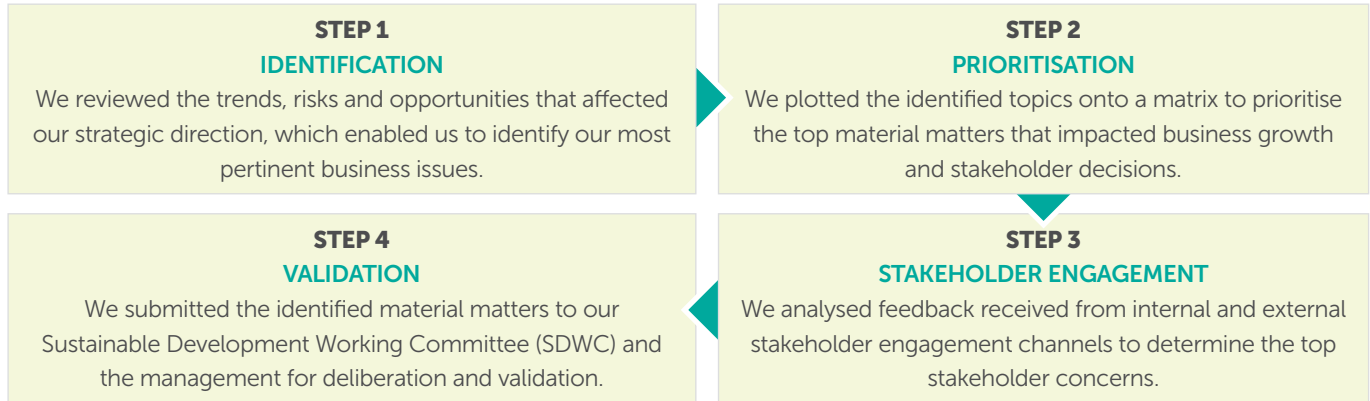 STEP 1
IDENTIFICATION
We reviewed the trends, risks and opportunities that affected
our strategic direction, which enabled us to identify our most
pertinent business issues.
STEP 2
PRIORITISATION
We plotted the identified topics onto a matrix to prioritise
the top material matters that impacted business growth
and stakeholder decisions.
STEP 3
STAKEHOLDER ENGAGEMENT
We analysed feedback received from internal and external
stakeholder engagement channels to determine the top
stakeholder concerns.
STEP 4
VALIDATION
We submitted the identified material matters to our
Sustainable Development Working Committee (SDWC) and
the management for deliberation and validation.